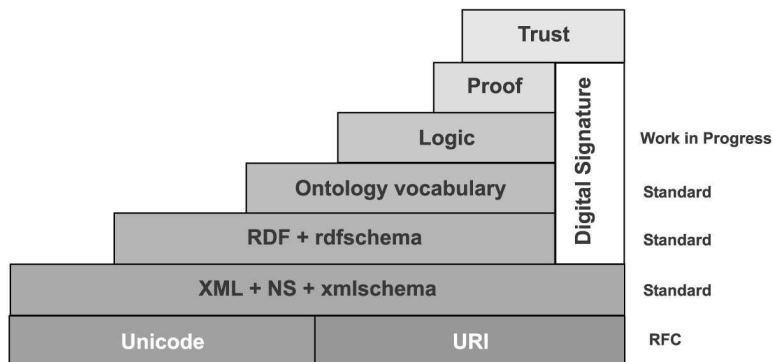 Trust
Proof
Digital Signature
Logic
Work in Progress
Ontology vocabulary
Standard
RDF + rdfschema
Standard
XML + NS + xmlschema
Standard
Unicode
URI
RFC